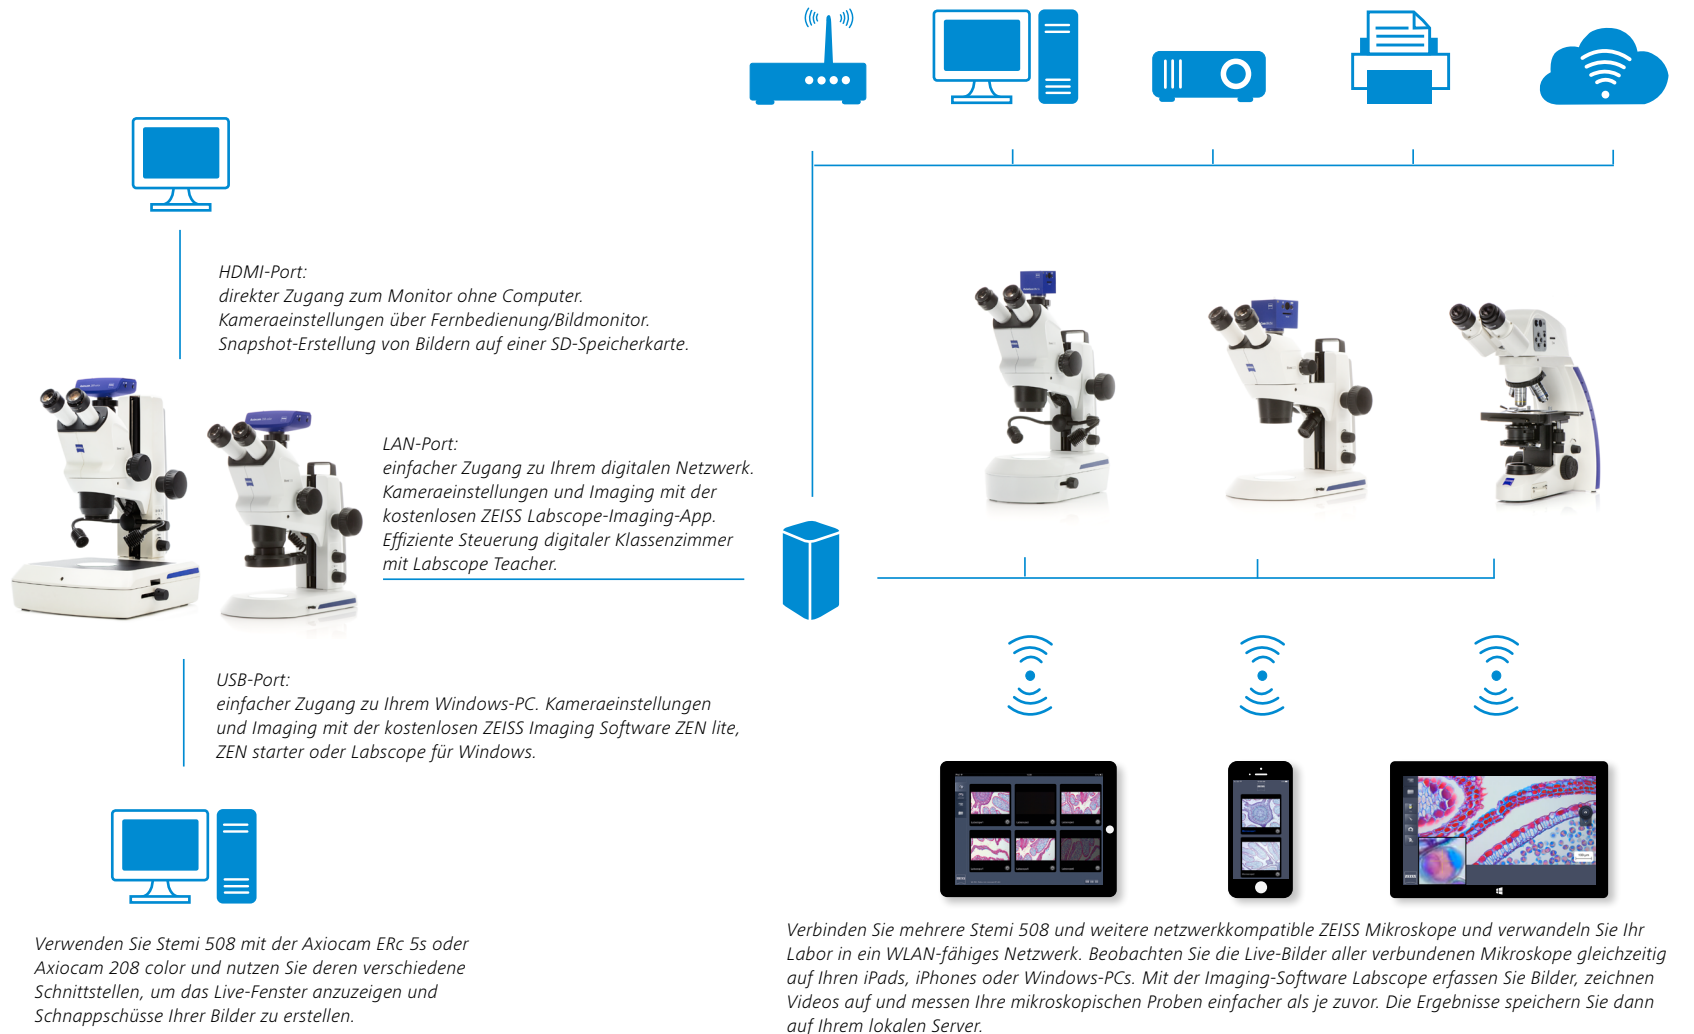 HDMI-Port:
direkter Zugang zum Monitor ohne Computer.
Kameraeinstellungen über Fernbedienung/Bildmonitor.
Snapshot-Erstellung von Bildern auf einer SD-Speicherkarte.
LAN-Port:
einfacher Zugang zu Ihrem digitalen Netzwerk.
Kameraeinstellungen und Imaging mit der
kostenlosen ZEISS Labscope-Imaging-App.
Effiziente Steuerung digitaler Klassenzimmer
mit Labscope Teacher.
USB-Port:
einfacher Zugang zu Ihrem Windows-PC. Kameraeinstellungen
und Imaging mit der kostenlosen ZEISS Imaging Software ZEN lite,
ZEN starter oder Labscope für Windows.
Verwenden Sie Stemi 508 mit der Axiocam ERc 5s oder
Axiocam 208 color und nutzen Sie deren verschiedene
Schnittstellen, um das Live-Fenster anzuzeigen und
Schnappschüsse Ihrer Bilder zu erstellen.
Verbinden Sie mehrere Stemi 508 und weitere netzwerkkompatible ZEISS Mikroskope und verwandeln Sie Ihr
Labor in ein WLAN-fähiges Netzwerk. Beobachten Sie die Live-Bilder aller verbundenen Mikroskope gleichzeitig
auf Ihren iPads, iPhones oder Windows-PCs. Mit der Imaging-Software Labscope erfassen Sie Bilder, zeichnen
Videos auf und messen Ihre mikroskopischen Proben einfacher als je zuvor. Die Ergebnisse speichern Sie dann
auf Ihrem lokalen Server.